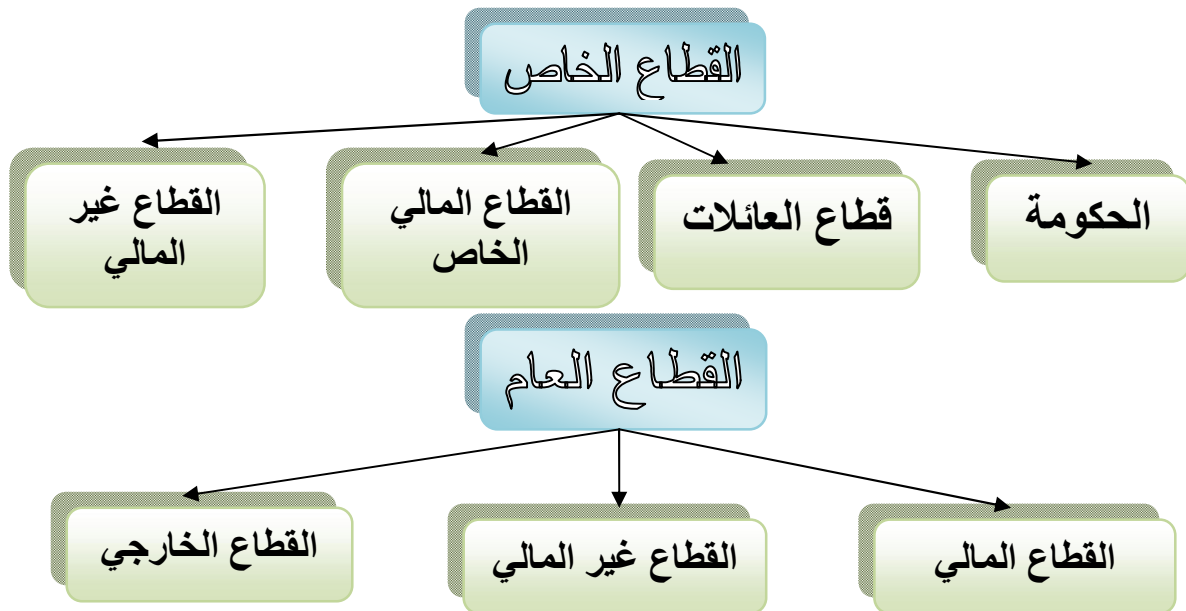 القطاع الخاص
الحكومة
قطاع العائلات
القطاع المالي
الخاص
القطاع غير
المالي
القطاع العام
القطاع المالي
القطاع غير المالي
القطاع الخارجي